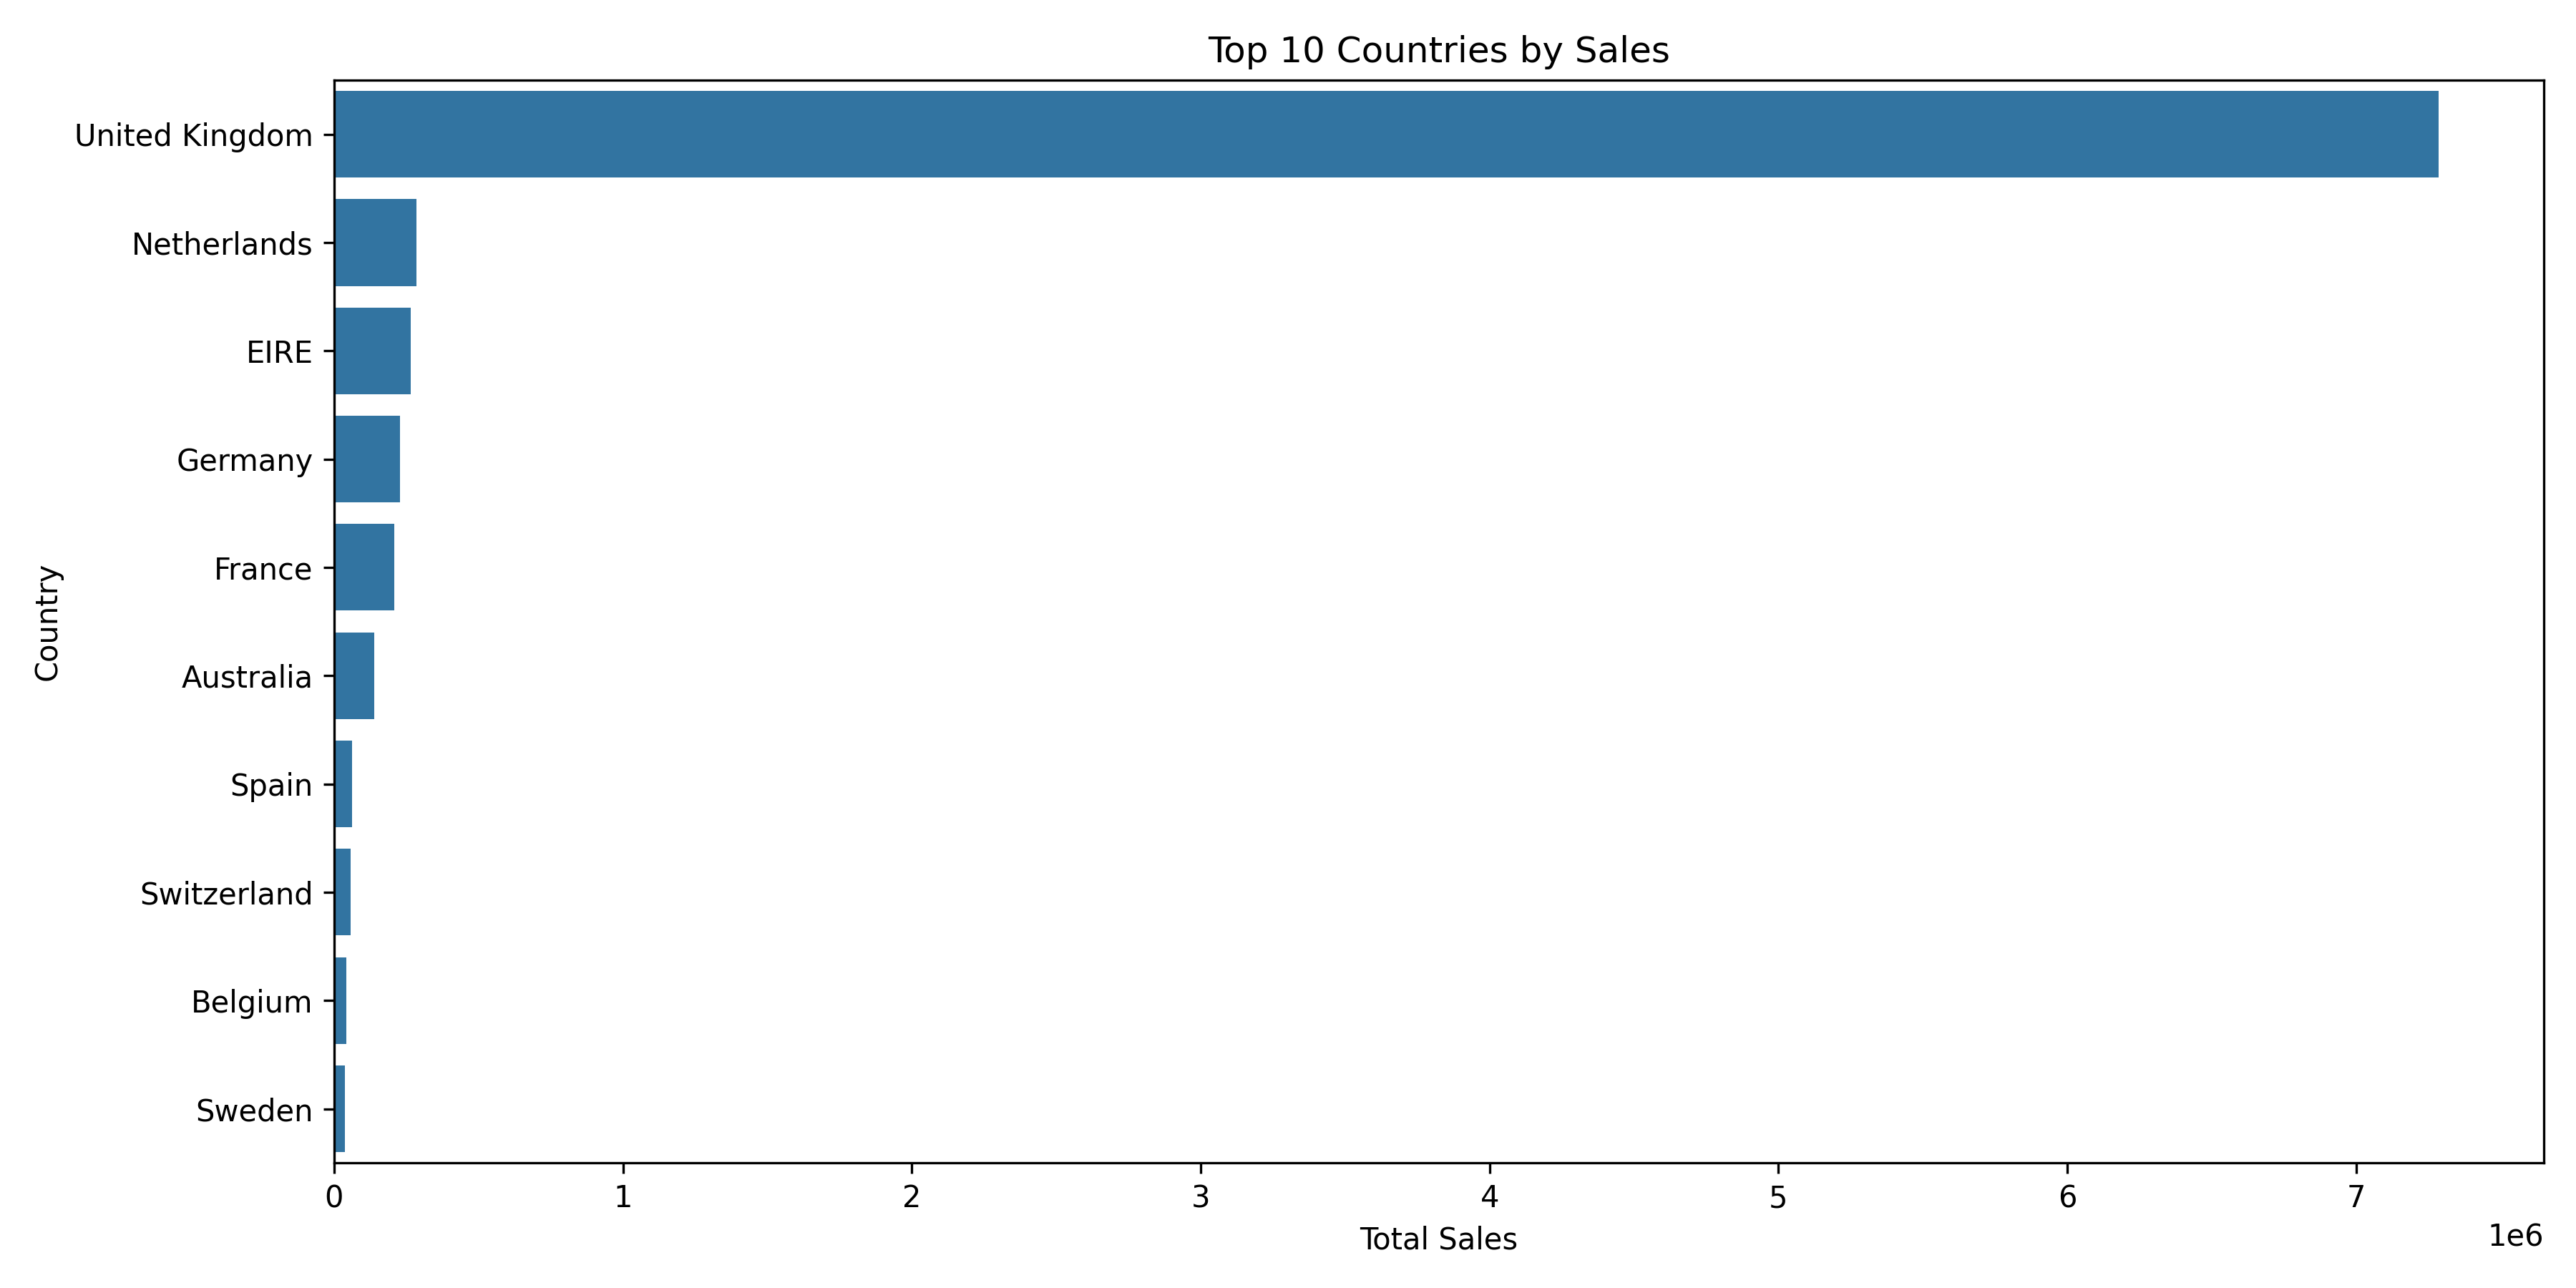 Top 10 Countries by Sales
United Kingdom
Netherlands
EIRE
Germany
France
Australia
Spain
Switzerland
Belgium
Sweden
Country
0 1 2 3 4 5 6 7
1e6
Total Sales